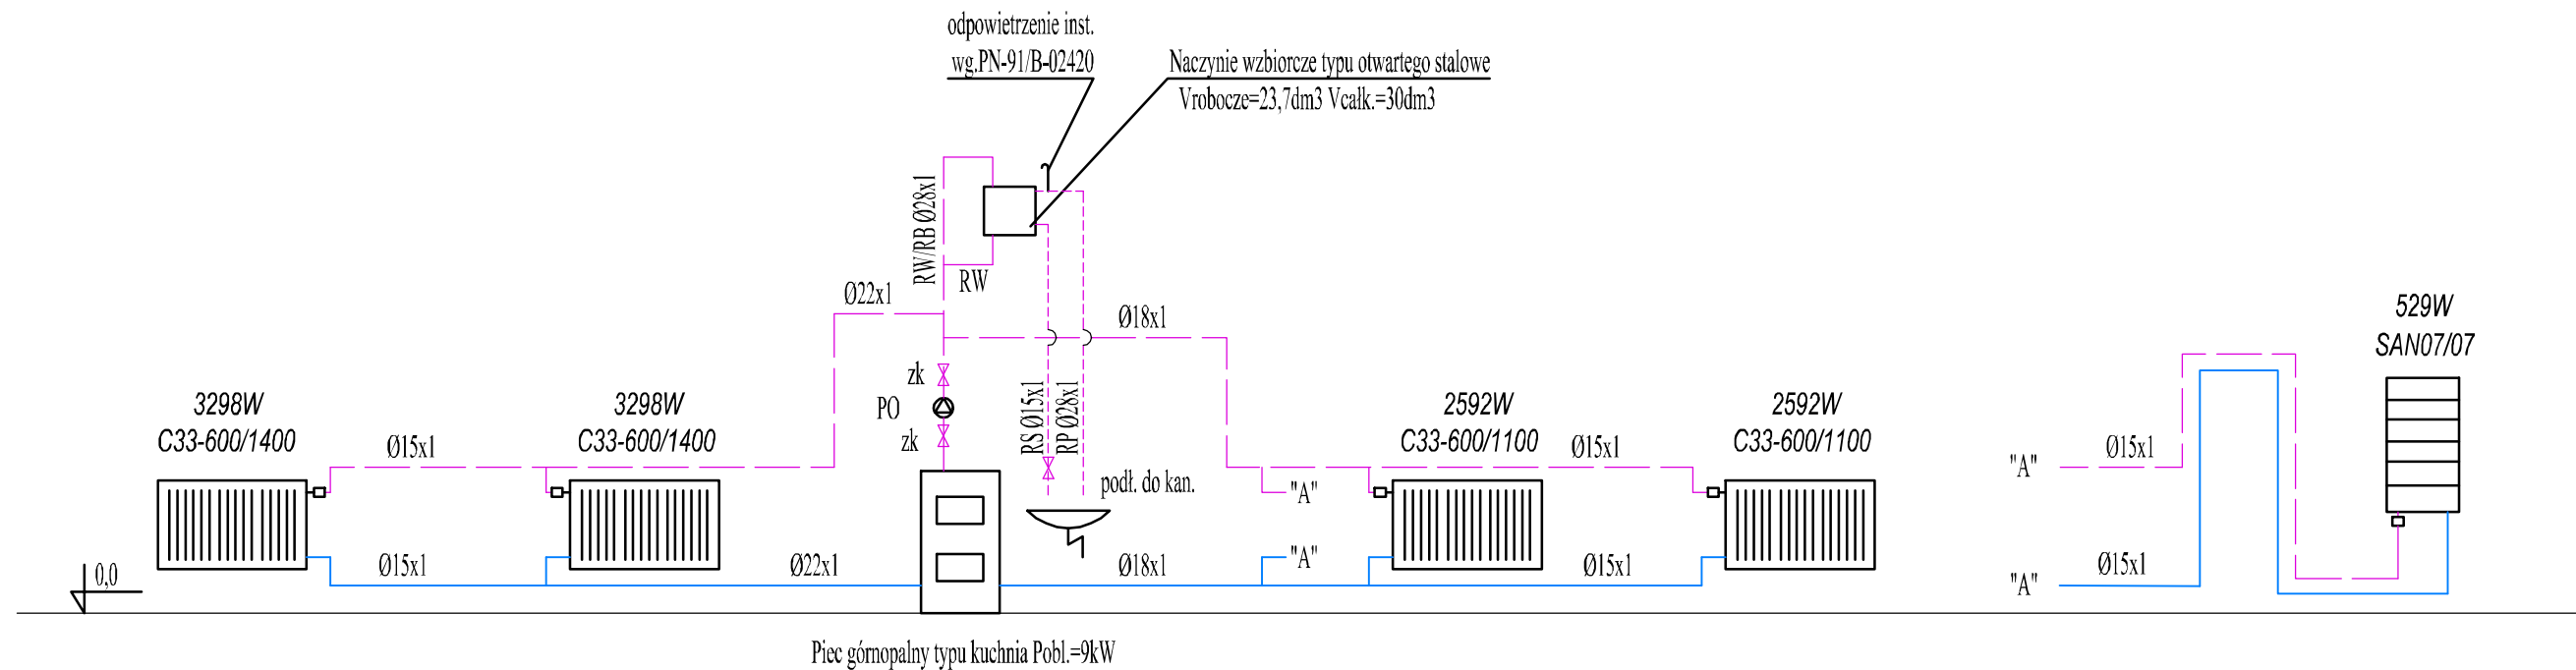 odpowietrzenie inst.
wg.PN-91/B-02420
Naczynie wzbiorcze typu otwartego stalowe
Vrobocze=23,7dm3 Vcałk.=30dm3
RW/RB Ø28x1
RW
Ø22x1
Ø18x1
529W
SAN07/07
zk
PO
zk
RS Ø15x1
RP Ø28x1
3298W
C33-600/1400
Ø15x1
3298W
C33-600/1400
2592W
C33-600/1100
Ø15x1
2592W
C33-600/1100
"A"
Ø15x1
podł. do kan.
"A"
0,0
Ø15x1
Ø22x1
Ø18x1
"A"
Ø15x1
"A"
Ø15x1
Piec górnopalny typu kuchnia Pobl.=9kW